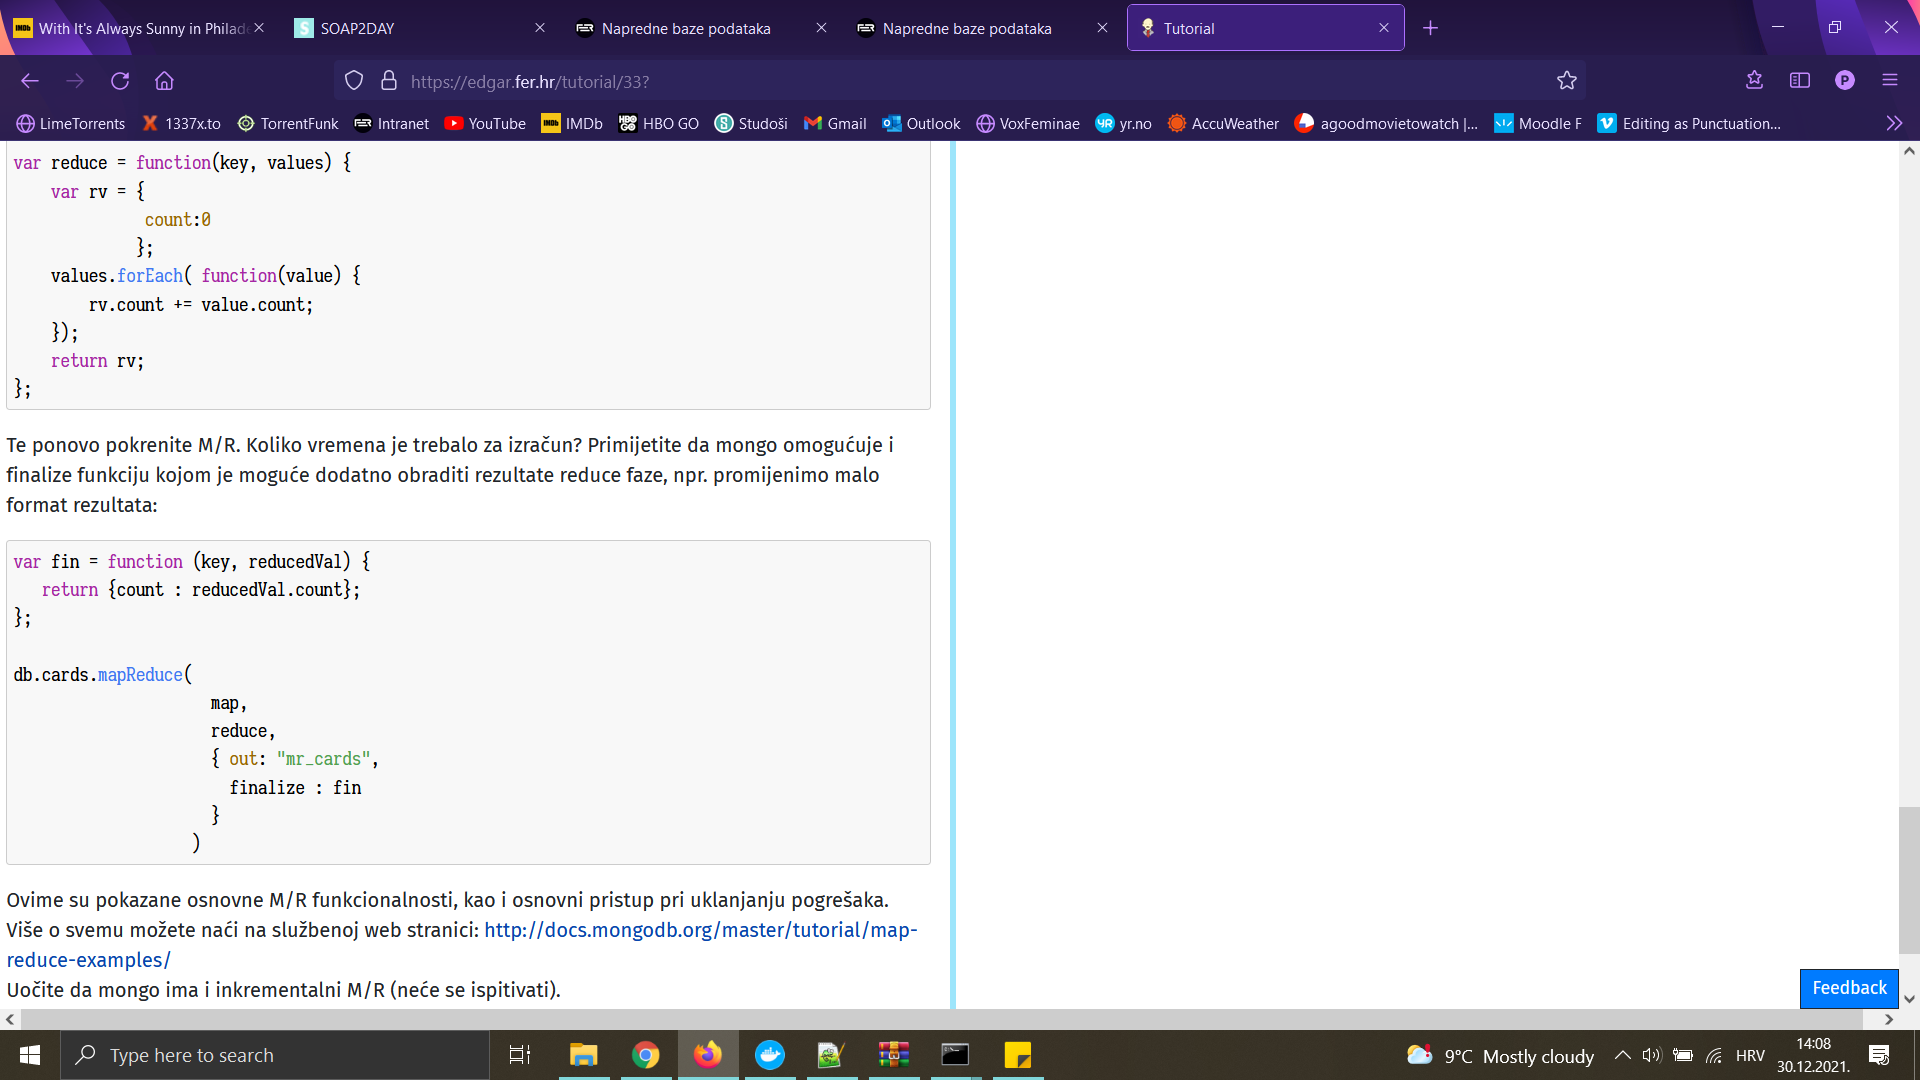 With It's Always Sunny in Philade
SOAP2DAY
Napredne baze podataka
Napredne baze podataka
Tutorial
https://edgar.fer.hr/tutorial/33?
LimeTorrents
1337x.to
TorrentFunk
Intranet
YouTube
IMDb
HBO GO
Studoši
Gmail
Outlook
VoxFeminae
yr.no
AccuWeather
agoodmovietowatch |...
Moodle F
Editing as Punctuation...
var reduce = function(key, values) {
    var rv = {
              count:0
             };
    values.forEach( function(value) {
        rv.count += value.count;
    });
    return rv;
};
Te ponovo pokrenite M/R. Koliko vremena je trebalo za izračun? Primijetite da mongo omogućuje i
finalize funkciju kojom je moguće dodatno obraditi rezultate reduce faze, npr. promijenimo malo
format rezultata:
var fin = function (key, reducedVal) {
   return {count : reducedVal.count};
};
db.cards.mapReduce(
                     map,
                     reduce,
                     { out: "mr_cards",
                       finalize : fin
                     }
                   )
Ovime su pokazane osnovne M/R funkcionalnosti, kao i osnovni pristup pri uklanjanju pogrešaka.
Više o svemu možete naći na službenoj web stranici: http://docs.mongodb.org/master/tutorial/map-
reduce-examples/
Uočite da mongo ima i inkrementalni M/R (neće se ispitivati).
Feedback
Type here to search
9°C Mostly cloudy
HRV
14:08
30.12.2021.